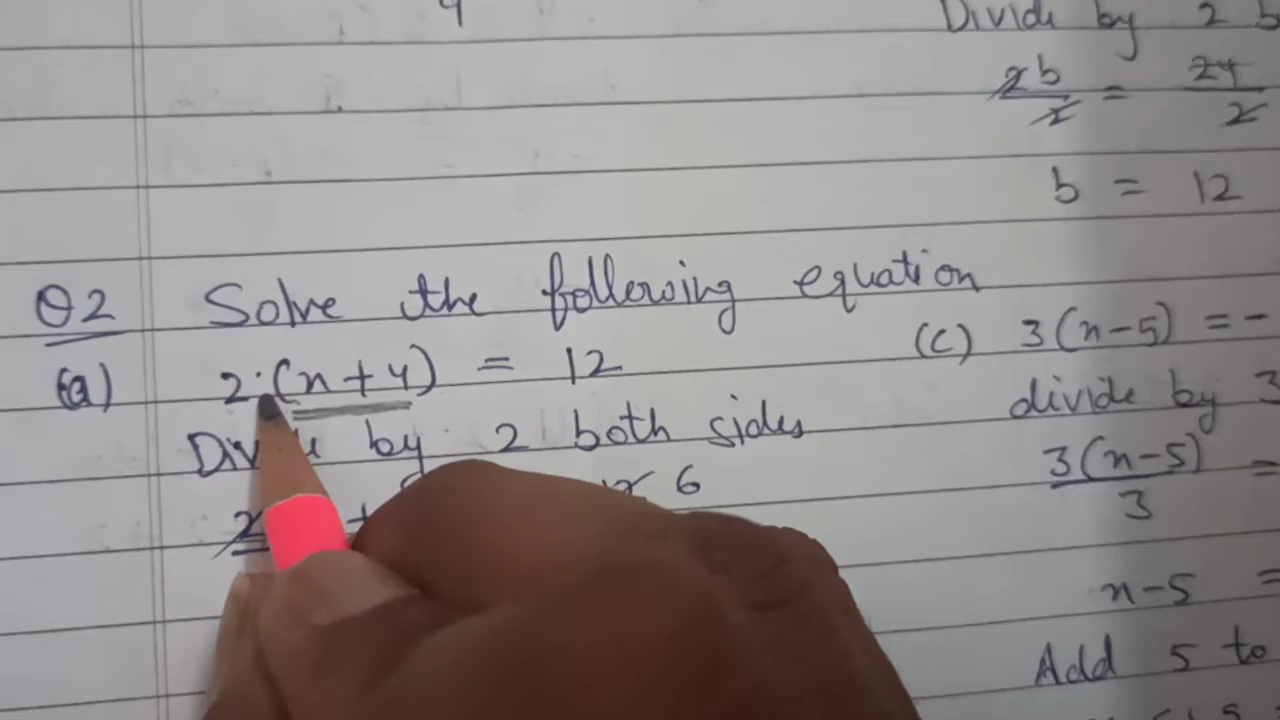 Divide by 2 b
2b/2 = 24/2
b = 12
Q2 Solve the following equation
(a) 2·(n+4) = 12
Divide by 2 both sides
6
(C) 3(n-5) = -
divide by 3
3(n-5)/3 =
n-5 =
Add 5 to